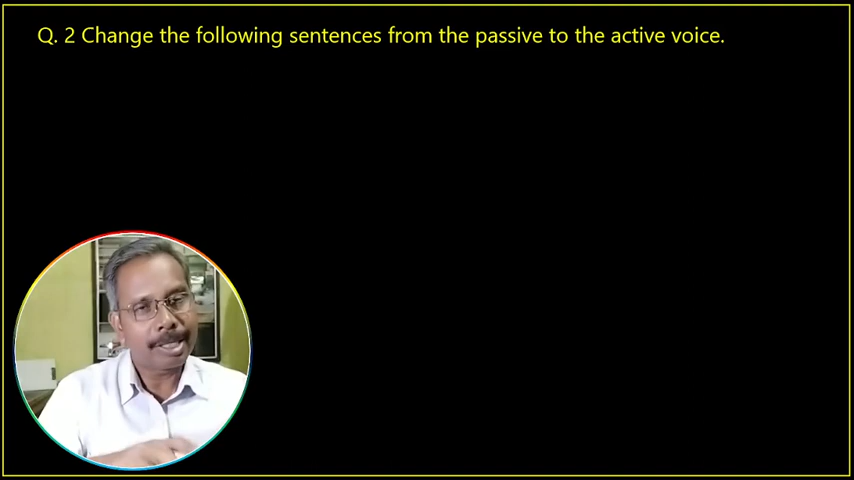 Q. 2 Change the following sentences from the passive to the active voice.